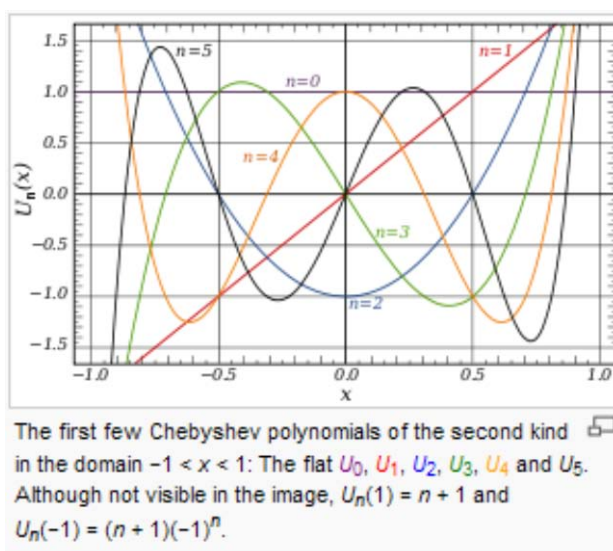 1.5
n=5
n=1
1.0
n=0
0.5
n=4
Uₙ(x)
0.0
n=3
−0.5
−1.0
n=2
−1.5
−1.0 −0.5 0.0 0.5 1.0
x
The first few Chebyshev polynomials of the second kind
in the domain −1 < x < 1: The flat U₀, U₁, U₂, U₃, U₄ and U₅.
Although not visible in the image, Uₙ(1) = n + 1 and
Uₙ(−1) = (n + 1)(−1)ⁿ.